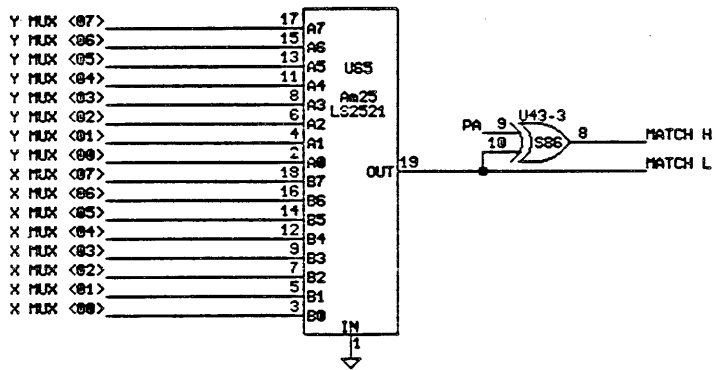 Y MUX <07> 17 A7
Y MUX <06> 15 A6
Y MUX <05> 13 A5
Y MUX <04> 11 A4
Y MUX <03> 8 A3
Y MUX <02> 6 A2
Y MUX <01> 4 A1
Y MUX <00> 2 A0
X MUX <07> 18 B7
X MUX <06> 16 B6
X MUX <05> 14 B5
X MUX <04> 12 B4
X MUX <03> 9 B3
X MUX <02> 7 B2
X MUX <01> 5 B1
X MUX <00> 3 B0
U65
Am25
LS2521
OUT 19
IN
1
U43-3
PA 9
10
S86
8
MATCH H
MATCH L